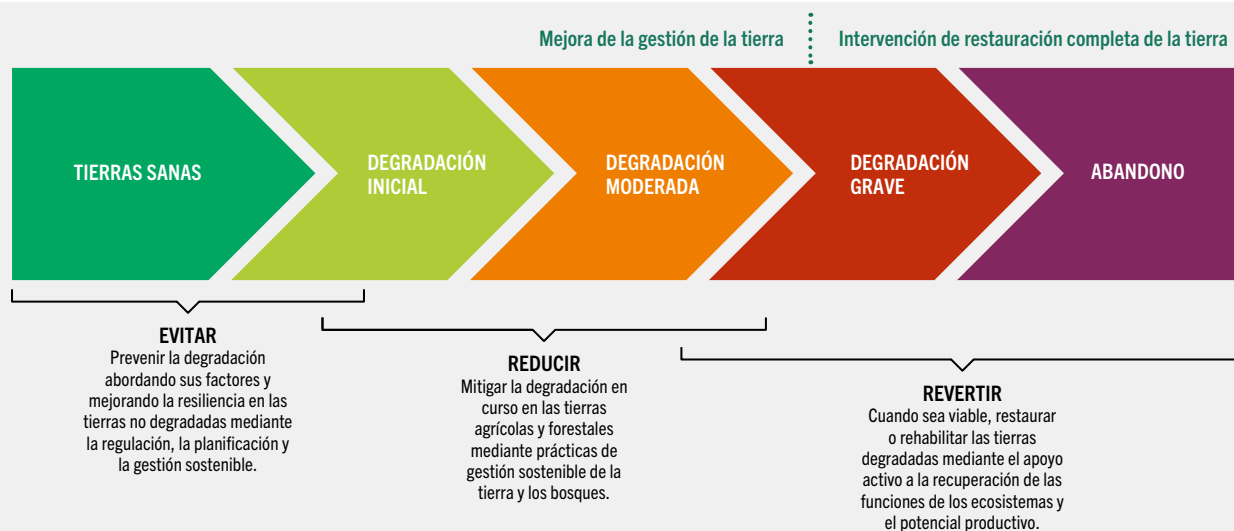 Mejora de la gestión de la tierra
Intervención de restauración completa de la tierra
TIERRAS SANAS
DEGRADACIÓN
INICIAL
DEGRADACIÓN
MODERADA
DEGRADACIÓN
GRAVE
ABANDONO
EVITAR
Prevenir la degradación
abordando sus factores y
mejorando la resiliencia en las
tierras no degradadas mediante
la regulación, la planificación y
la gestión sostenible.
REDUCIR
Mitigar la degradación en
curso en las tierras
agrícolas y forestales
mediante prácticas de
gestión sostenible de la
tierra y los bosques.
REVERTIR
Cuando sea viable, restaurar
o rehabilitar las tierras
degradadas mediante el apoyo
activo a la recuperación de las
funciones de los ecosistemas y
el potencial productivo.